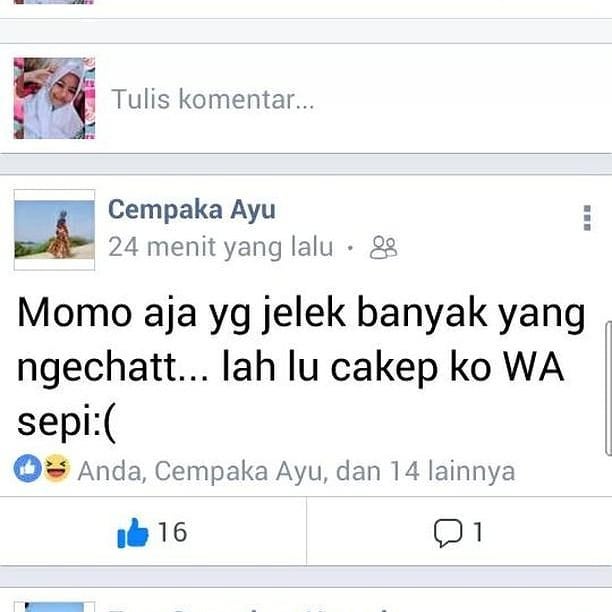 Tulis komentar...
Cempaka Ayu
24 menit yang lalu ·
Momo aja yg jelek banyak yang
ngechatt... lah lu cakep ko WA
sepi:(
Anda, Cempaka Ayu, dan 14 lainnya
16
1